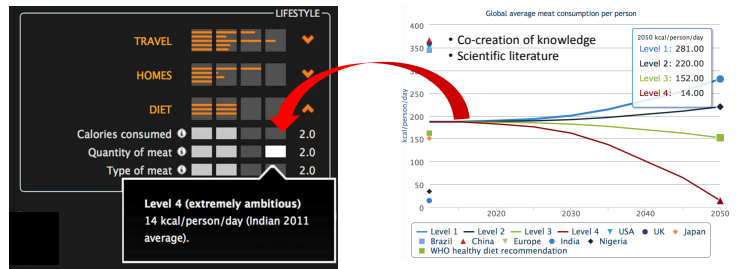 LIFESTYLE
TRAVEL
HOMES
DIET
Calories consumed 2.0
Quantity of meat 2.0
Type of meat 2.0
Level 4 (extremely ambitious)
14 kcal/person/day (Indian 2011
average).
Global average meat consumption per person
• Co-creation of knowledge
• Scientific literature
2050 kcal/person/day
Level 1: 281.00
Level 2: 220.00
Level 3: 152.00
Level 4: 14.00
kcal/person/day
400
350
300
250
200
150
100
50
0
2020 2030 2040 2050
Level 1 Level 2 Level 3 Level 4 USA UK Japan
Brazil China Europe India Nigeria
WHO healthy diet recommendation